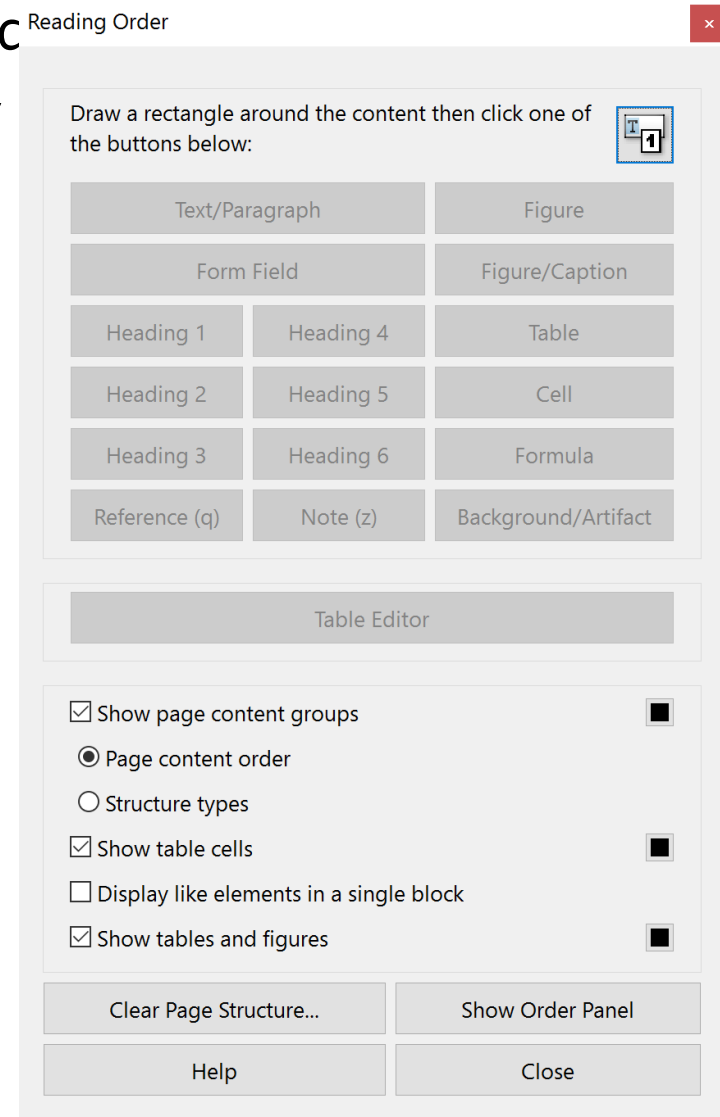 Reading Order
Draw a rectangle around the content then click one of
the buttons below:
T
1
Text/Paragraph
Figure
Form Field
Figure/Caption
Heading 1
Heading 4
Table
Heading 2
Heading 5
Cell
Heading 3
Heading 6
Formula
Reference (q)
Note (z)
Background/Artifact
Table Editor
Show page content groups
Page content order
Structure types
Show table cells
Display like elements in a single block
Show tables and figures
Clear Page Structure...
Show Order Panel
Help
Close